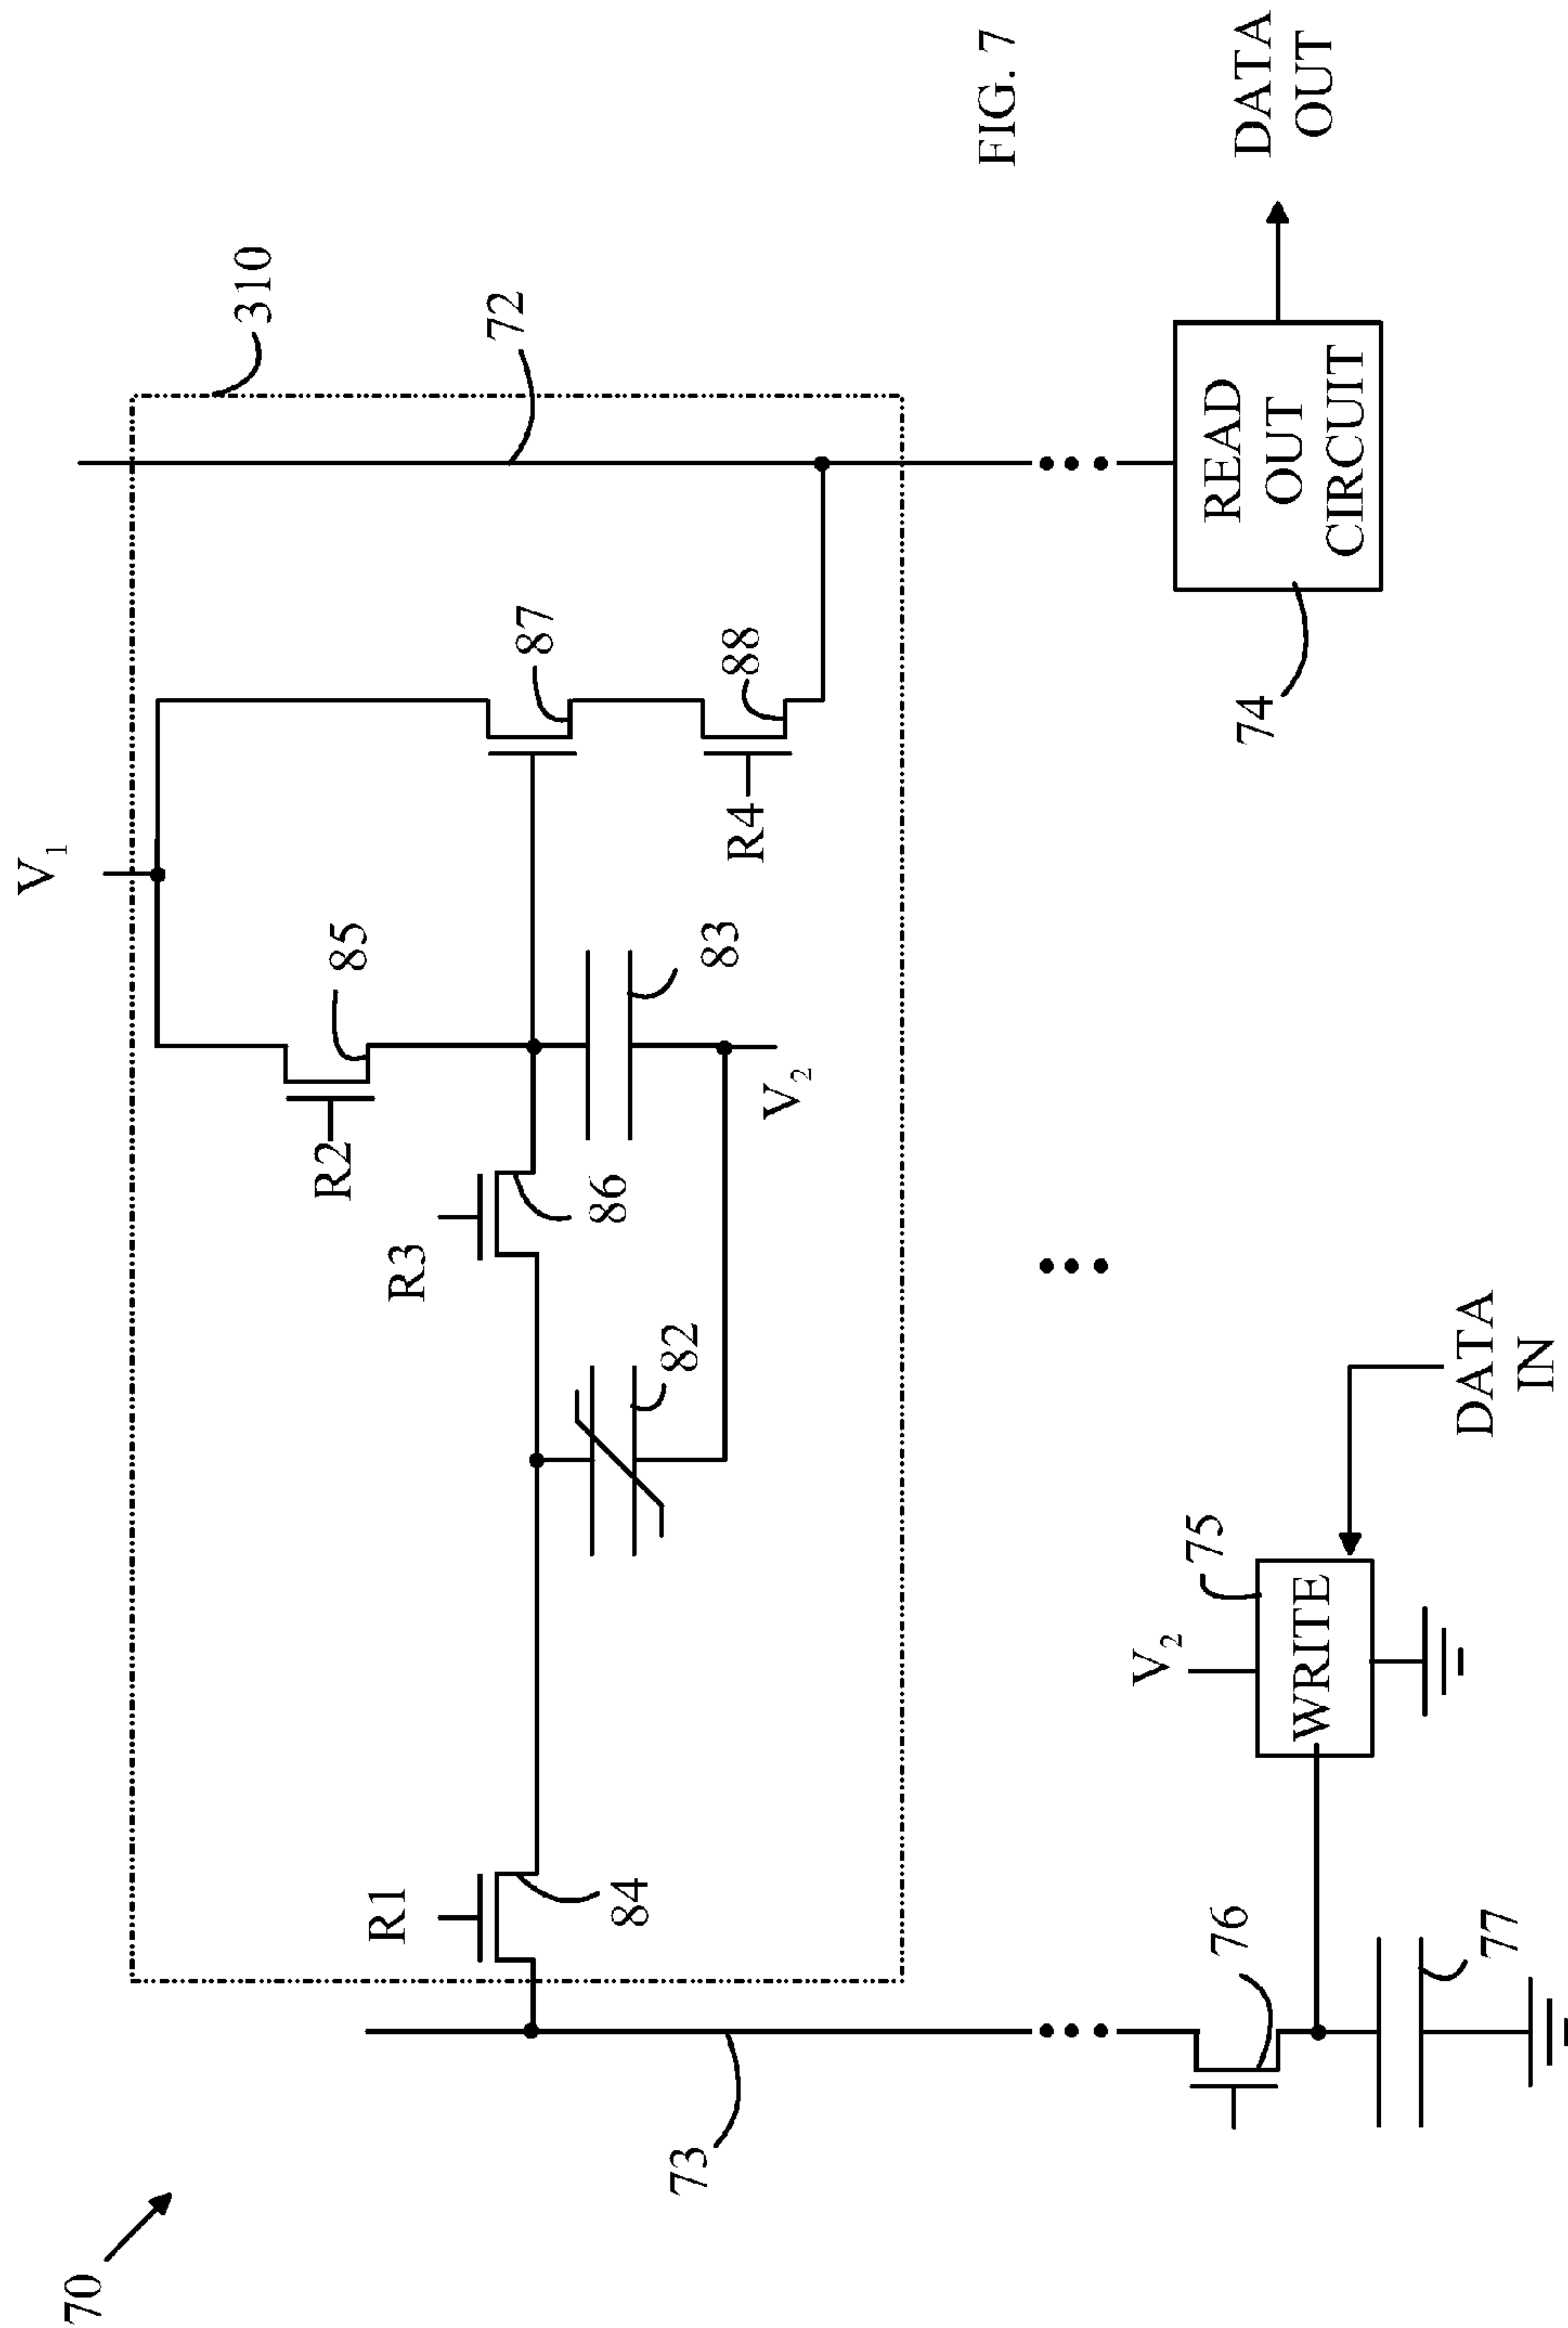 70
V₁
310
R2
85
72
R1
R3
87
84
82
86
83
V₂
R4
88
73
FIG. 7
76
77
V₂
75
WRITE
DATA
IN
74
READ
OUT
CIRCUIT
DATA
OUT